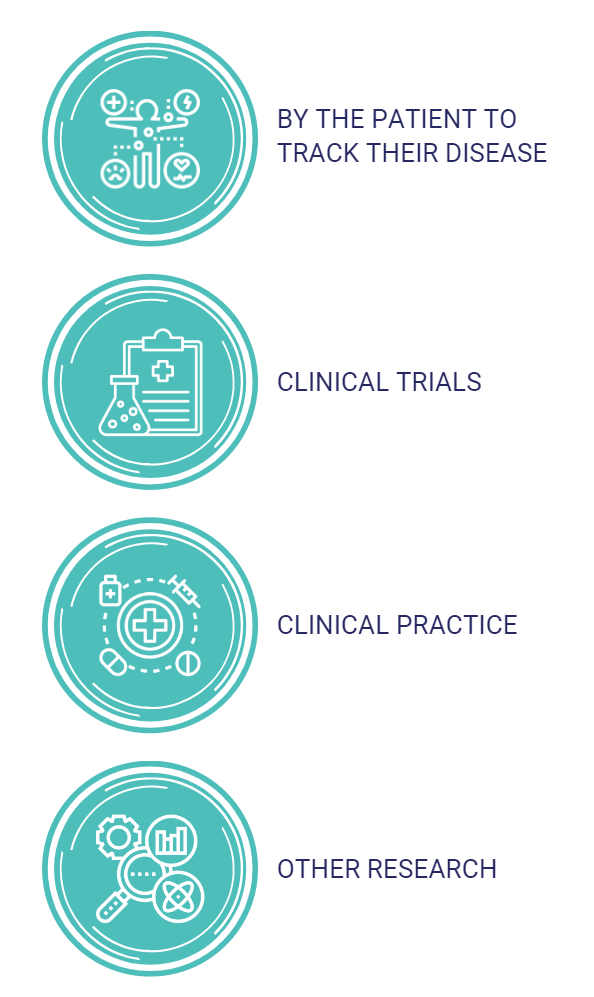 BY THE PATIENT TO
TRACK THEIR DISEASE
CLINICAL TRIALS
CLINICAL PRACTICE
OTHER RESEARCH